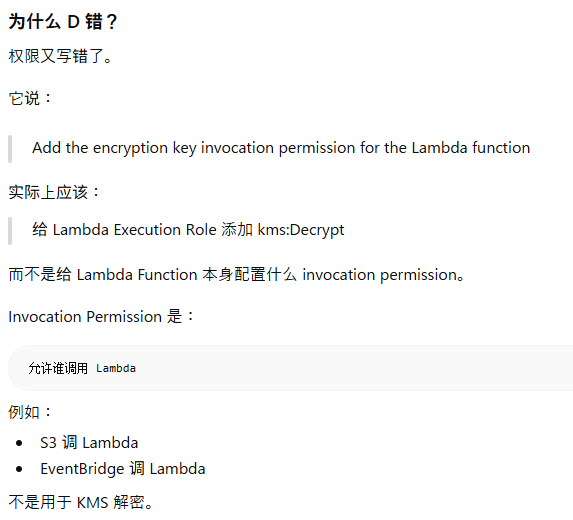 为什么 D 错？
权限又写错了。
它说：
Add the encryption key invocation permission for the Lambda function
实际上应该：
给 Lambda Execution Role 添加 kms:Decrypt
而不是给 Lambda Function 本身配置什么 invocation permission。
Invocation Permission 是：
允许谁调用 Lambda
例如：
• S3 调 Lambda
• EventBridge 调 Lambda
不是用于 KMS 解密。